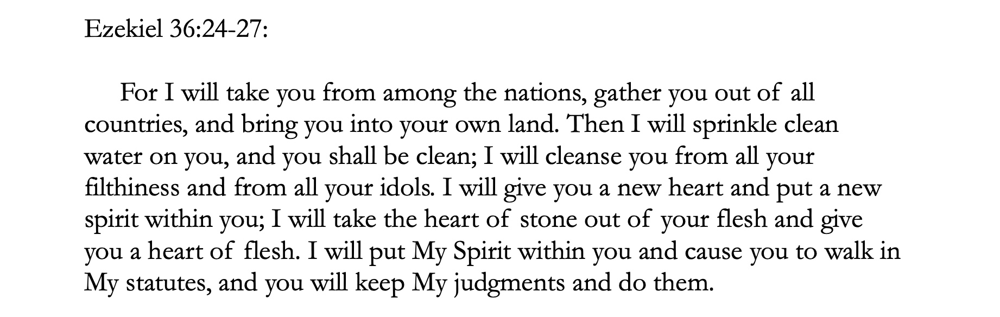 Ezekiel 36:24-27:
For I will take you from among the nations, gather you out of all
countries, and bring you into your own land. Then I will sprinkle clean
water on you, and you shall be clean; I will cleanse you from all your
filthiness and from all your idols. I will give you a new heart and put a new
spirit within you; I will take the heart of stone out of your flesh and give
you a heart of flesh. I will put My Spirit within you and cause you to walk in
My statutes, and you will keep My judgments and do them.